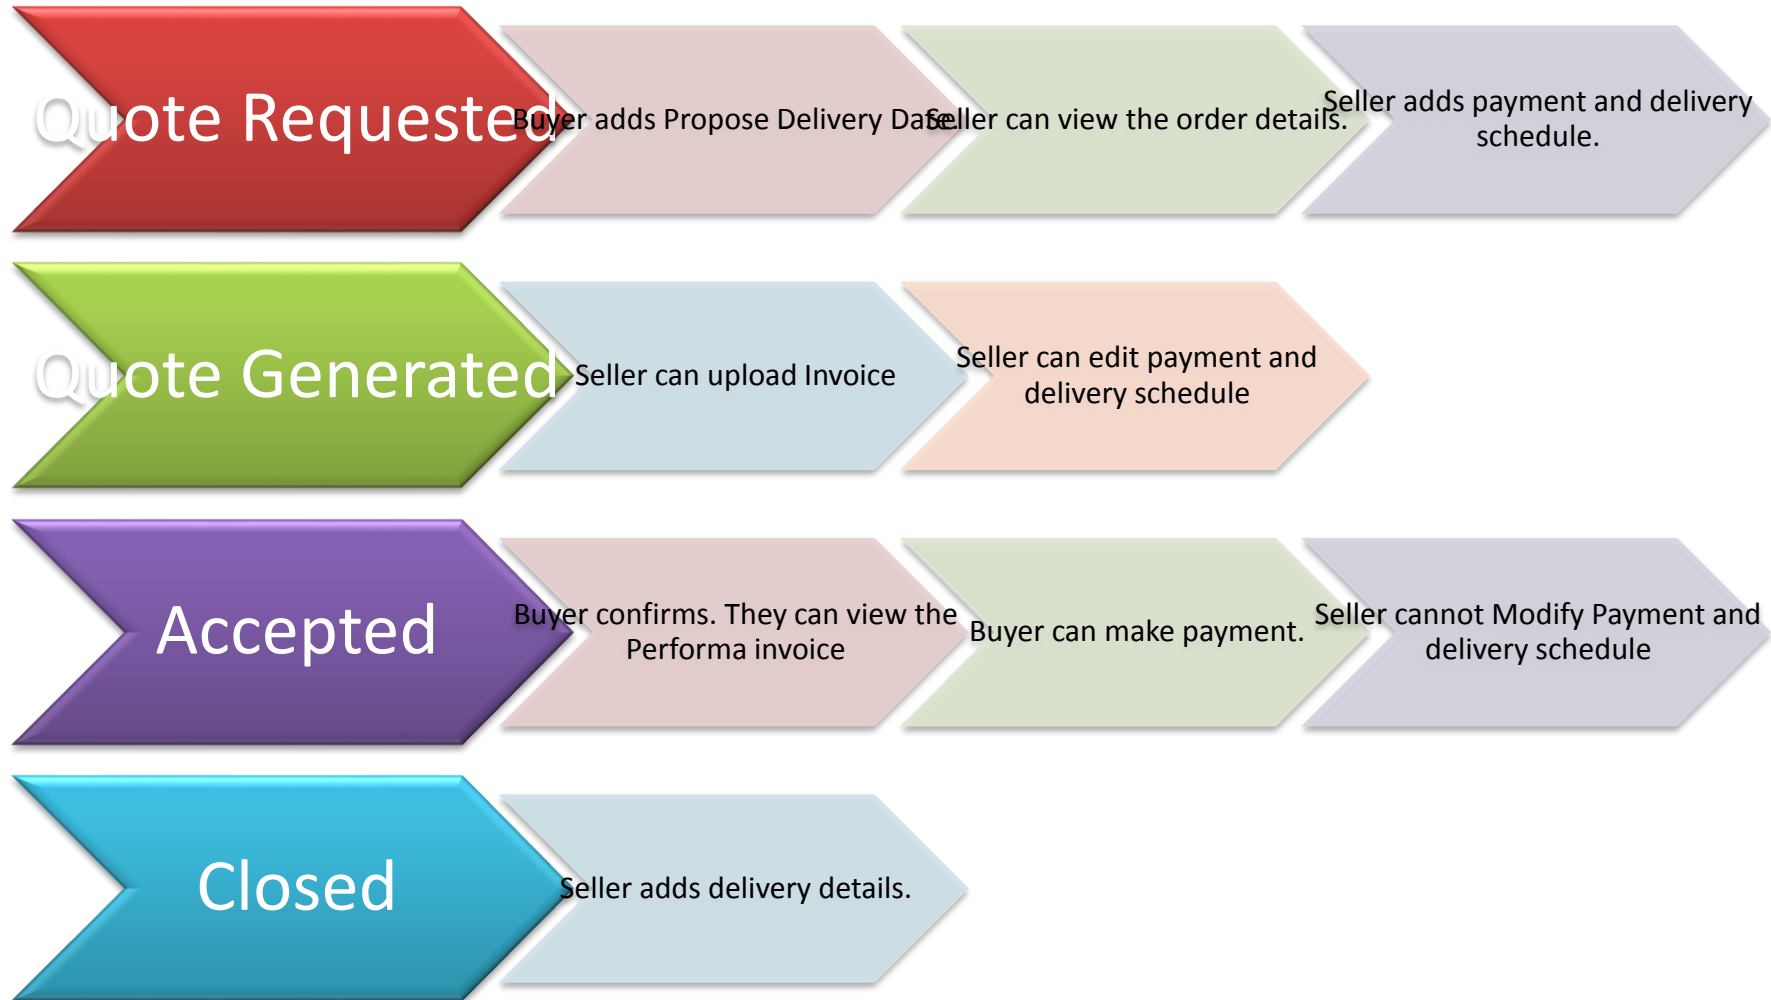 Quote Requested
Buyer adds Propose Delivery Date.
Seller can view the order details.
Seller adds payment and delivery
schedule.
Quote Generated
Seller can upload Invoice
Seller can edit payment and
delivery schedule
Accepted
Buyer confirms. They can view the
Performa invoice
Buyer can make payment.
Seller cannot Modify Payment and
delivery schedule
Closed
Seller adds delivery details.